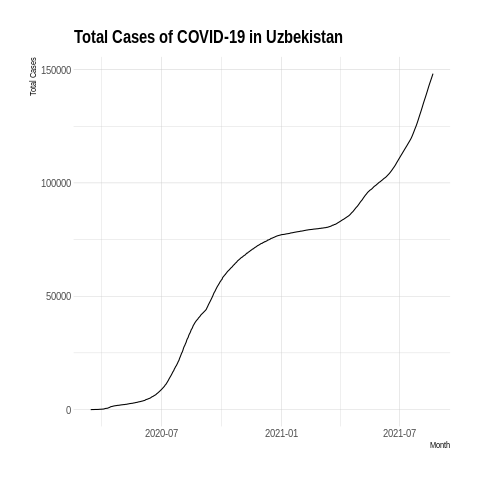 Total Cases of COVID-19 in Uzbekistan
Total Cases
150000
100000
50000
0
2020-07 2021-01 2021-07
Month